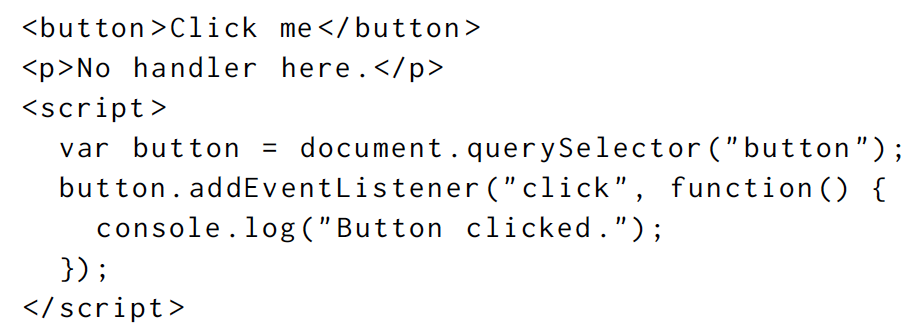 <button>Click me</button>
<p>No handler here.</p>
<script>
  var button = document.querySelector("button");
  button.addEventListener("click", function() {
    console.log("Button clicked.");
  });
</script>